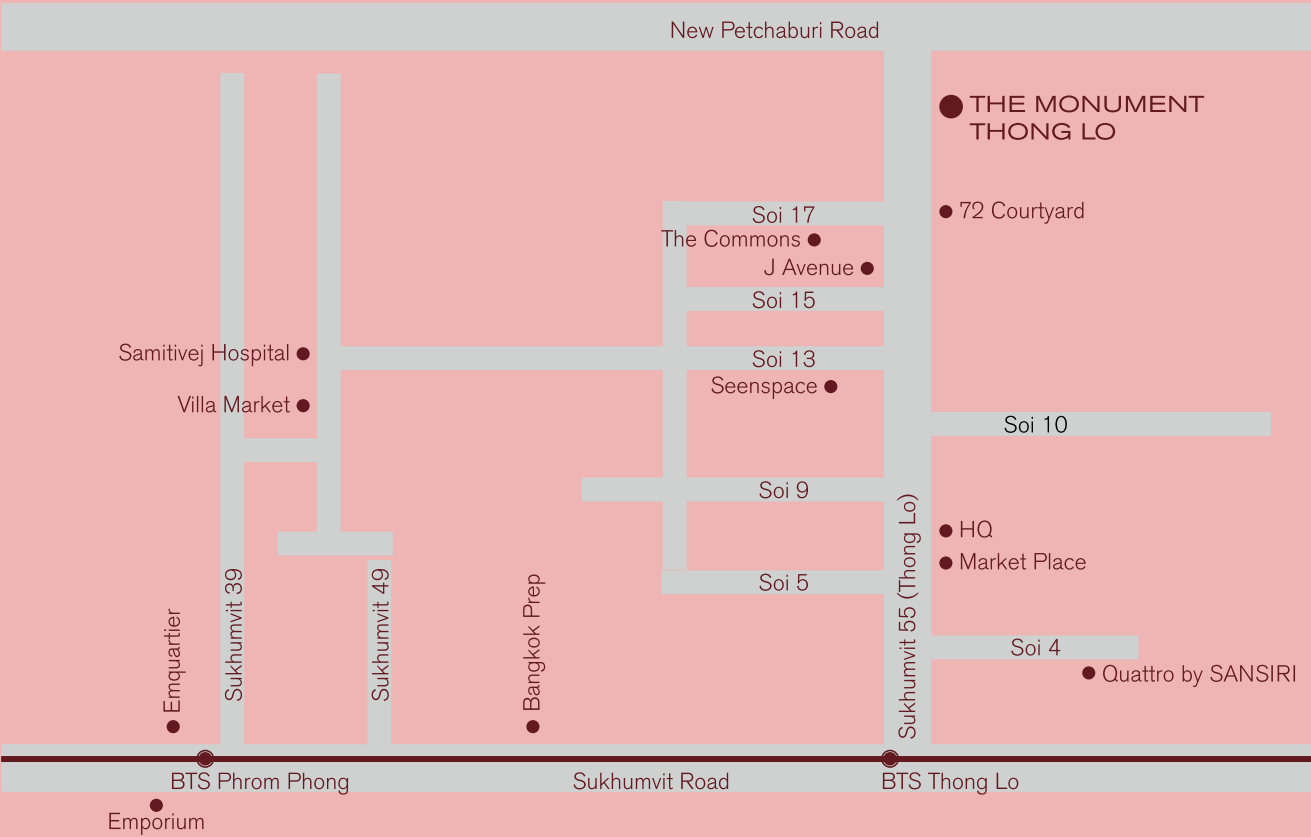 New Petchaburi Road
THE MONUMENT
THONG LO
72 Courtyard
Soi 17
The Commons
J Avenue
Soi 15
Samitivej Hospital
Soi 13
Seenspace
Villa Market
Soi 10
Soi 9
HQ
Market Place
Soi 5
Sukhumvit 55 (Thong Lo)
Soi 4
Quattro by SANSIRI
Emquartier
Sukhumvit 39
Sukhumvit 49
Bangkok Prep
BTS Phrom Phong
Sukhumvit Road
BTS Thong Lo
Emporium